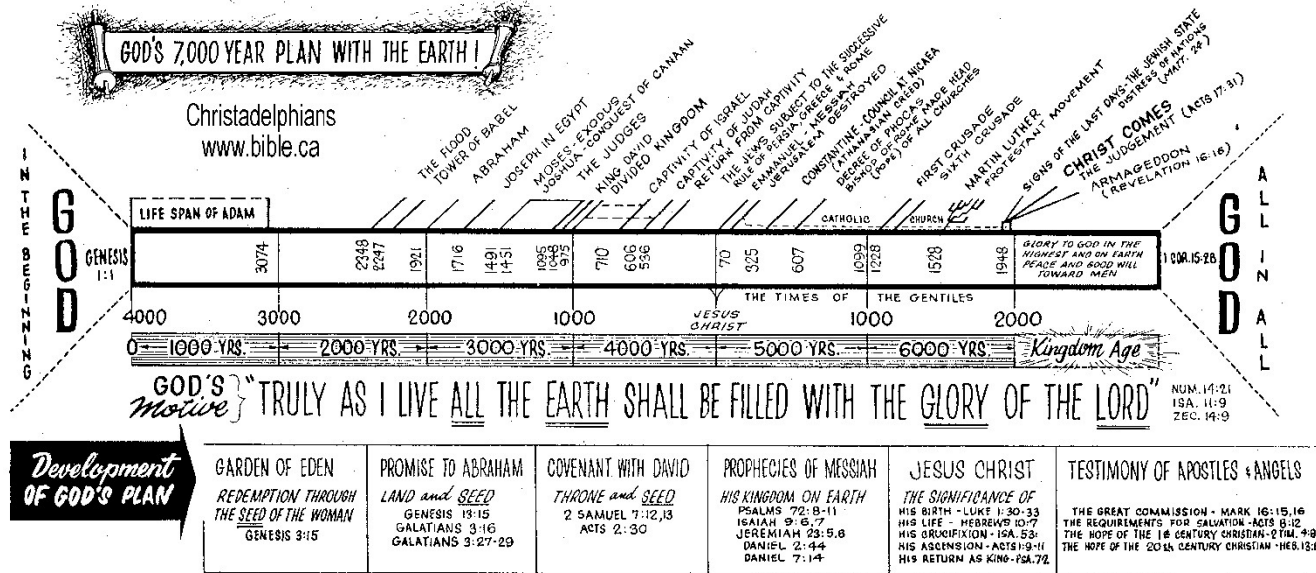 GOD'S 7,000 YEAR PLAN WITH THE EARTH!
Christadelphians
www.bible.ca
IN THE BEGINNING
GOD
GENESIS
1:1
LIFE SPAN OF ADAM
THE FLOOD
TOWER OF BABEL
ABRAHAM
JOSEPH IN EGYPT
MOSES-EXODUS
JOSHUA-CONQUEST OF CANAAN
THE JUDGES
KING DAVID
DIVIDED KINGDOM
CAPTIVITY OF ISRAEL
CAPTIVITY OF JUDAH
RETURN FROM CAPTIVITY
THE JEWS SUBJECT TO THE SUCCESSIVE
RULE OF PERSIA, GREECE & ROME
EMMANUEL - MESSIAH
JERUSALEM DESTROYED
CONSTANTINE-COUNCIL AT NICAEA
(ATHANASIAN CREED)
DECREE OF PHOCAS
BISHOP OF ROME MADE HEAD
(POPE) OF ALL CHURCHES
FIRST CRUSADE
SIXTH CRUSADE
MARTIN LUTHER
PROTESTANT MOVEMENT
SIGNS OF THE LAST DAYS-THE JEWISH STATE
DISTRESS OF NATIONS
(MATT. 24)
CHRIST COMES
THE JUDGEMENT (ACTS 17:31)
ARMAGEDDON
(REVELATION 16:16)
CATHOLIC CHURCH
3074
2348
2247
1921
1716
1491
1451
1095
1048
975
710
606
536
70
325
607
1099
1228
1528
1948
GLORY TO GOD IN THE
HIGHEST AND ON EARTH
PEACE AND GOOD WILL
TOWARD MEN
1 COR. 15-28
GOD
ALL IN ALL
THE TIMES OF THE GENTILES
4000 3000 2000 1000 JESUS CHRIST 1000 2000
0 1000 YRS. 2000 YRS. 3000 YRS. 4000 YRS. 5000 YRS. 6000 YRS. Kingdom Age
GOD'S
Motive } "TRULY AS I LIVE ALL THE EARTH SHALL BE FILLED WITH THE GLORY OF THE LORD"
NUM. 14:21
ISA. 11:9
ZEC. 14:9
Development
OF GOD'S PLAN
GARDEN OF EDEN
REDEMPTION THROUGH
THE SEED OF THE WOMAN
GENESIS 3:15
PROMISE TO ABRAHAM
LAND and SEED
GENESIS 13:15
GALATIANS 3:16
GALATIANS 3:27-29
COVENANT WITH DAVID
THRONE and SEED
2 SAMUEL 7:12,13
ACTS 2:30
PROPHECIES OF MESSIAH
HIS KINGDOM ON EARTH
PSALMS 72:8-11
ISAIAH 9:6,7
JEREMIAH 23:5,6
DANIEL 2:44
DANIEL 7:14
JESUS CHRIST
THE SIGNIFICANCE OF
HIS BIRTH - LUKE 1:30-33
HIS LIFE - HEBREWS 10:7
HIS CRUCIFIXION - ISA. 53:
HIS ASCENSION - ACTS 1:9-11
HIS RETURN AS KING - PSA. 72
TESTIMONY OF APOSTLES & ANGELS
THE GREAT COMMISSION - MARK 16:15,16
THE REQUIREMENTS FOR SALVATION - ACTS 8:12
THE HOPE OF THE 1st CENTURY CHRISTIAN - 2 TIM. 4:8
THE HOPE OF THE 20th CENTURY CHRISTIAN - HEB. 13: